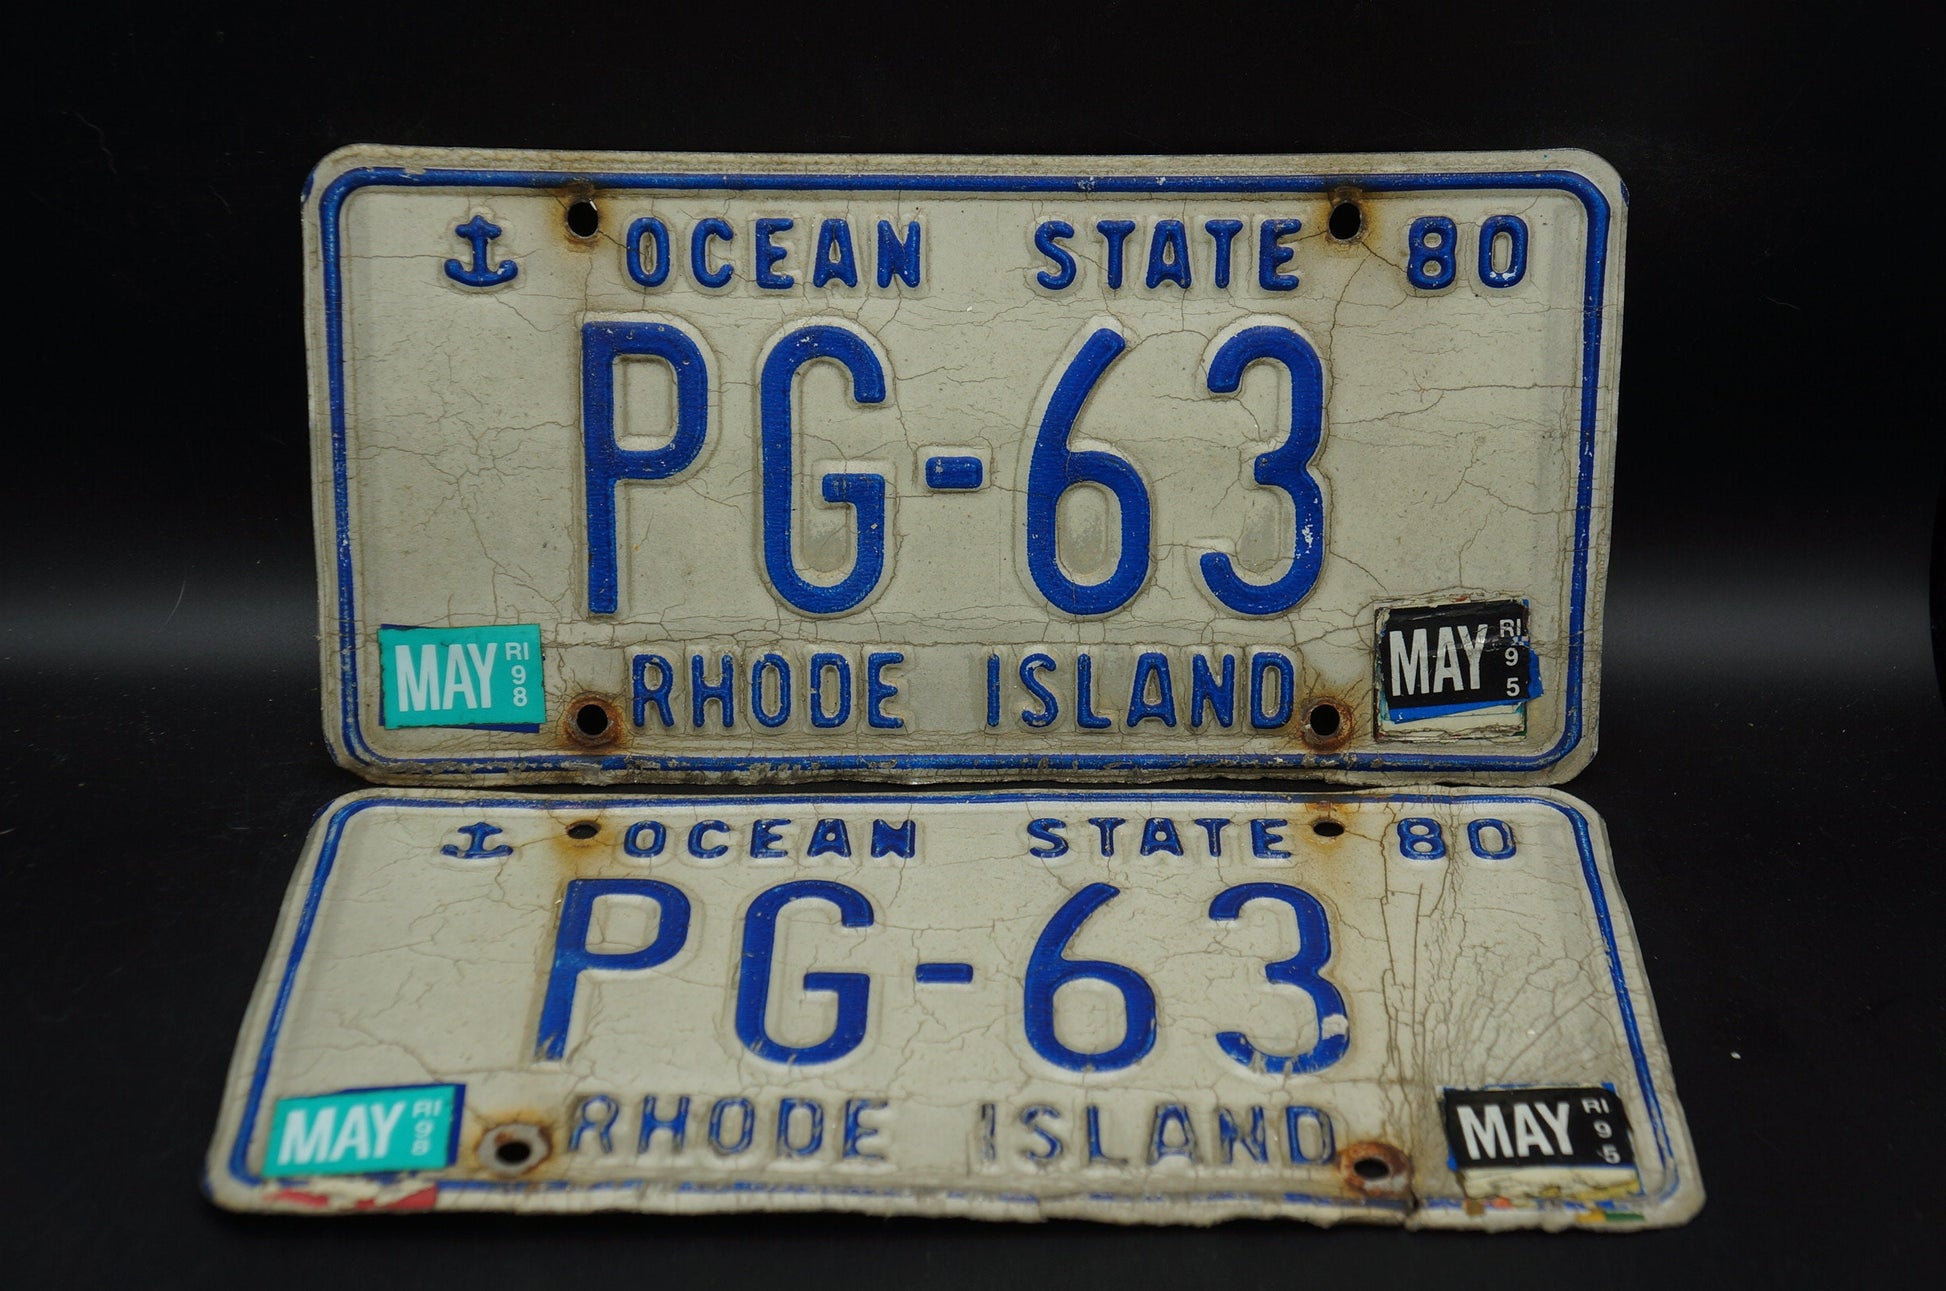 OCEAN STATE 80
PG-63
MAY RI 98
RHODE ISLAND
MAY RI 95
OCEAN STATE 80
PG-63
MAY RI 98
RHODE ISLAND
MAY RI 95